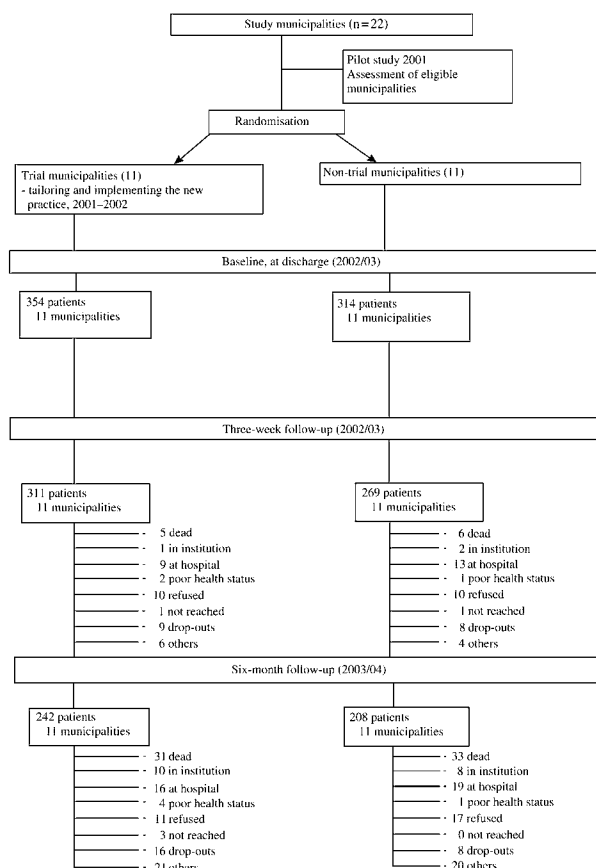 Study municipalities (n=22)
Pilot study 2001
Assessment of eligible
municipalities
Randomisation
Trial municipalities (11)
- tailoring and implementing the new
practice, 2001–2002
Non-trial municipalities (11)
Baseline, at discharge (2002/03)
354 patients
11 municipalities
314 patients
11 municipalities
Three-week follow-up (2002/03)
311 patients
11 municipalities
5 dead
1 in institution
9 at hospital
2 poor health status
10 refused
1 not reached
9 drop-outs
6 others
269 patients
11 municipalities
6 dead
2 in institution
13 at hospital
1 poor health status
10 refused
1 not reached
8 drop-outs
4 others
Six-month follow-up (2003/04)
242 patients
11 municipalities
31 dead
10 in institution
16 at hospital
4 poor health status
11 refused
3 not reached
16 drop-outs
21 others
208 patients
11 municipalities
33 dead
8 in institution
19 at hospital
1 poor health status
17 refused
0 not reached
8 drop-outs
20 others